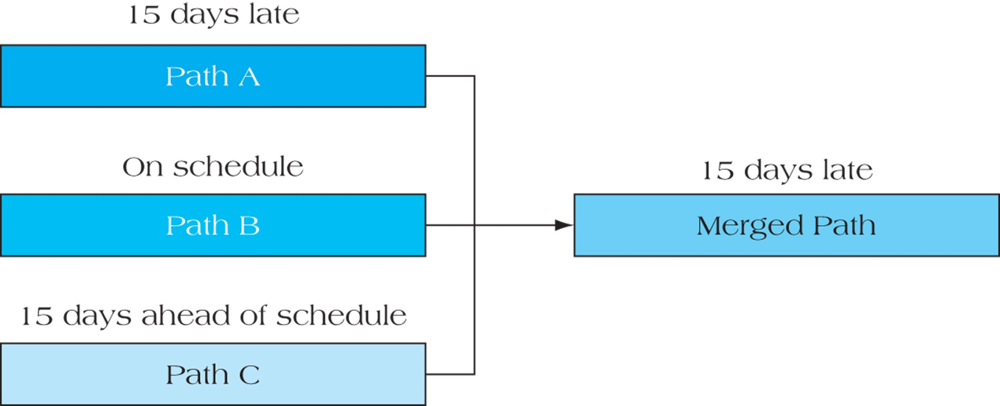 15 days late
Path A
On schedule
Path B
15 days late
Merged Path
15 days ahead of schedule
Path C